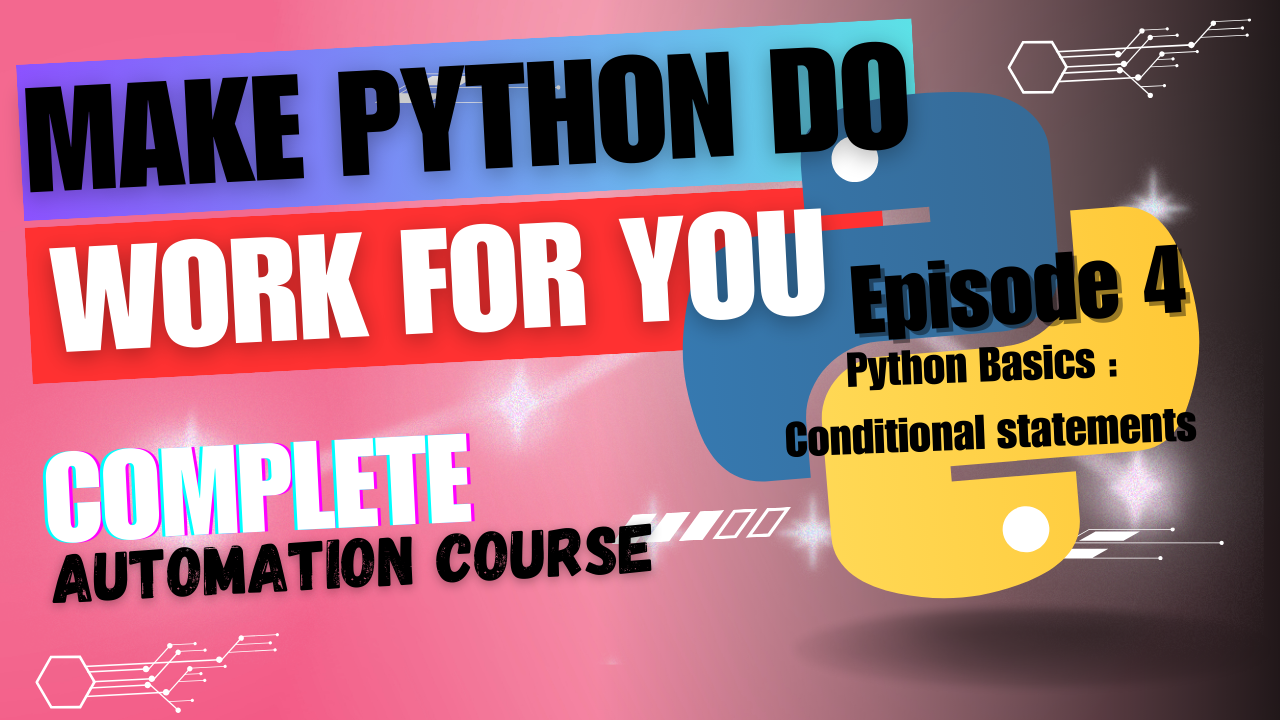 MAKE PYTHON DO
WORK FOR YOU
Episode 4
Python Basics :
Conditional statements
COMPLETE
AUTOMATION COURSE